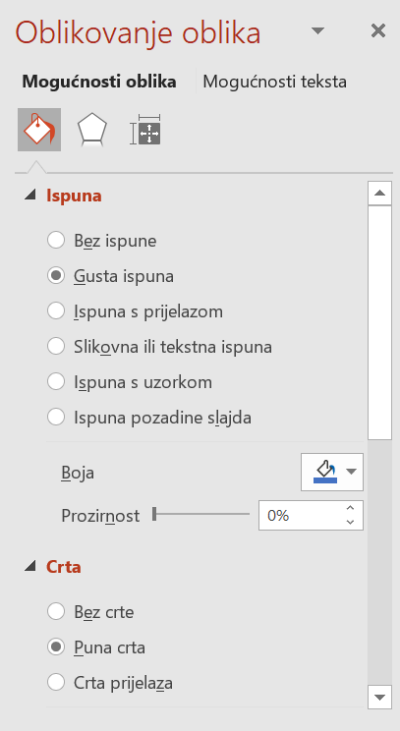 Oblikovanje oblika
Mogućnosti oblika Mogućnosti teksta
Ispuna
Bez ispune
Gusta ispuna
Ispuna s prijelazom
Slikovna ili tekstna ispuna
Ispuna s uzorkom
Ispuna pozadine slajda
Boja
Prozirnost 0%
Crta
Bez crte
Puna crta
Crta prijelaza